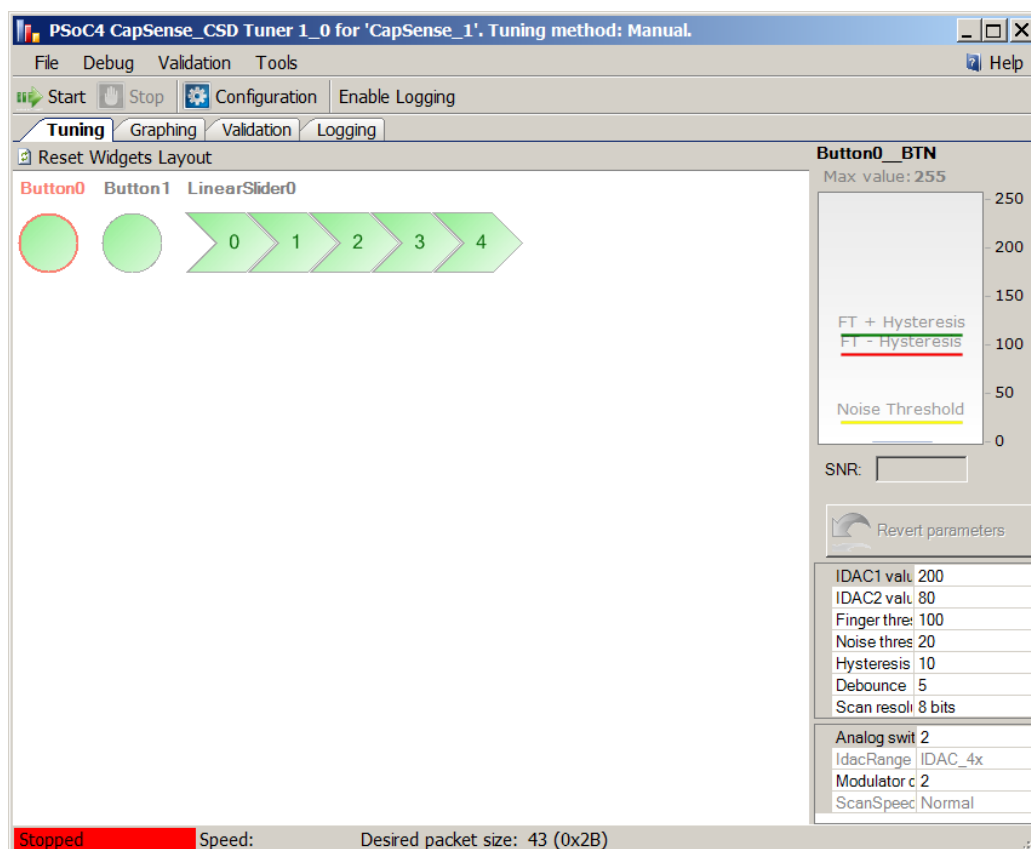 PSoC4 CapSense_CSD Tuner 1_0 for 'CapSense_1'. Tuning method: Manual.
File Debug Validation Tools Help
Start Stop Configuration Enable Logging
Tuning Graphing Validation Logging
Reset Widgets Layout
Button0 Button1 LinearSlider0
0 1 2 3 4
Button0__BTN
Max value: 255
250
200
150
FT + Hysteresis
FT - Hysteresis
100
50
Noise Threshold
0
SNR:
Revert parameters
IDAC1 valu 200
IDAC2 valu 80
Finger thres 100
Noise thres 20
Hysteresis 10
Debounce 5
Scan resolu 8 bits
Analog swit 2
IdacRange IDAC_4x
Modulator c 2
ScanSpeed Normal
Stopped Speed: Desired packet size: 43 (0x2B)